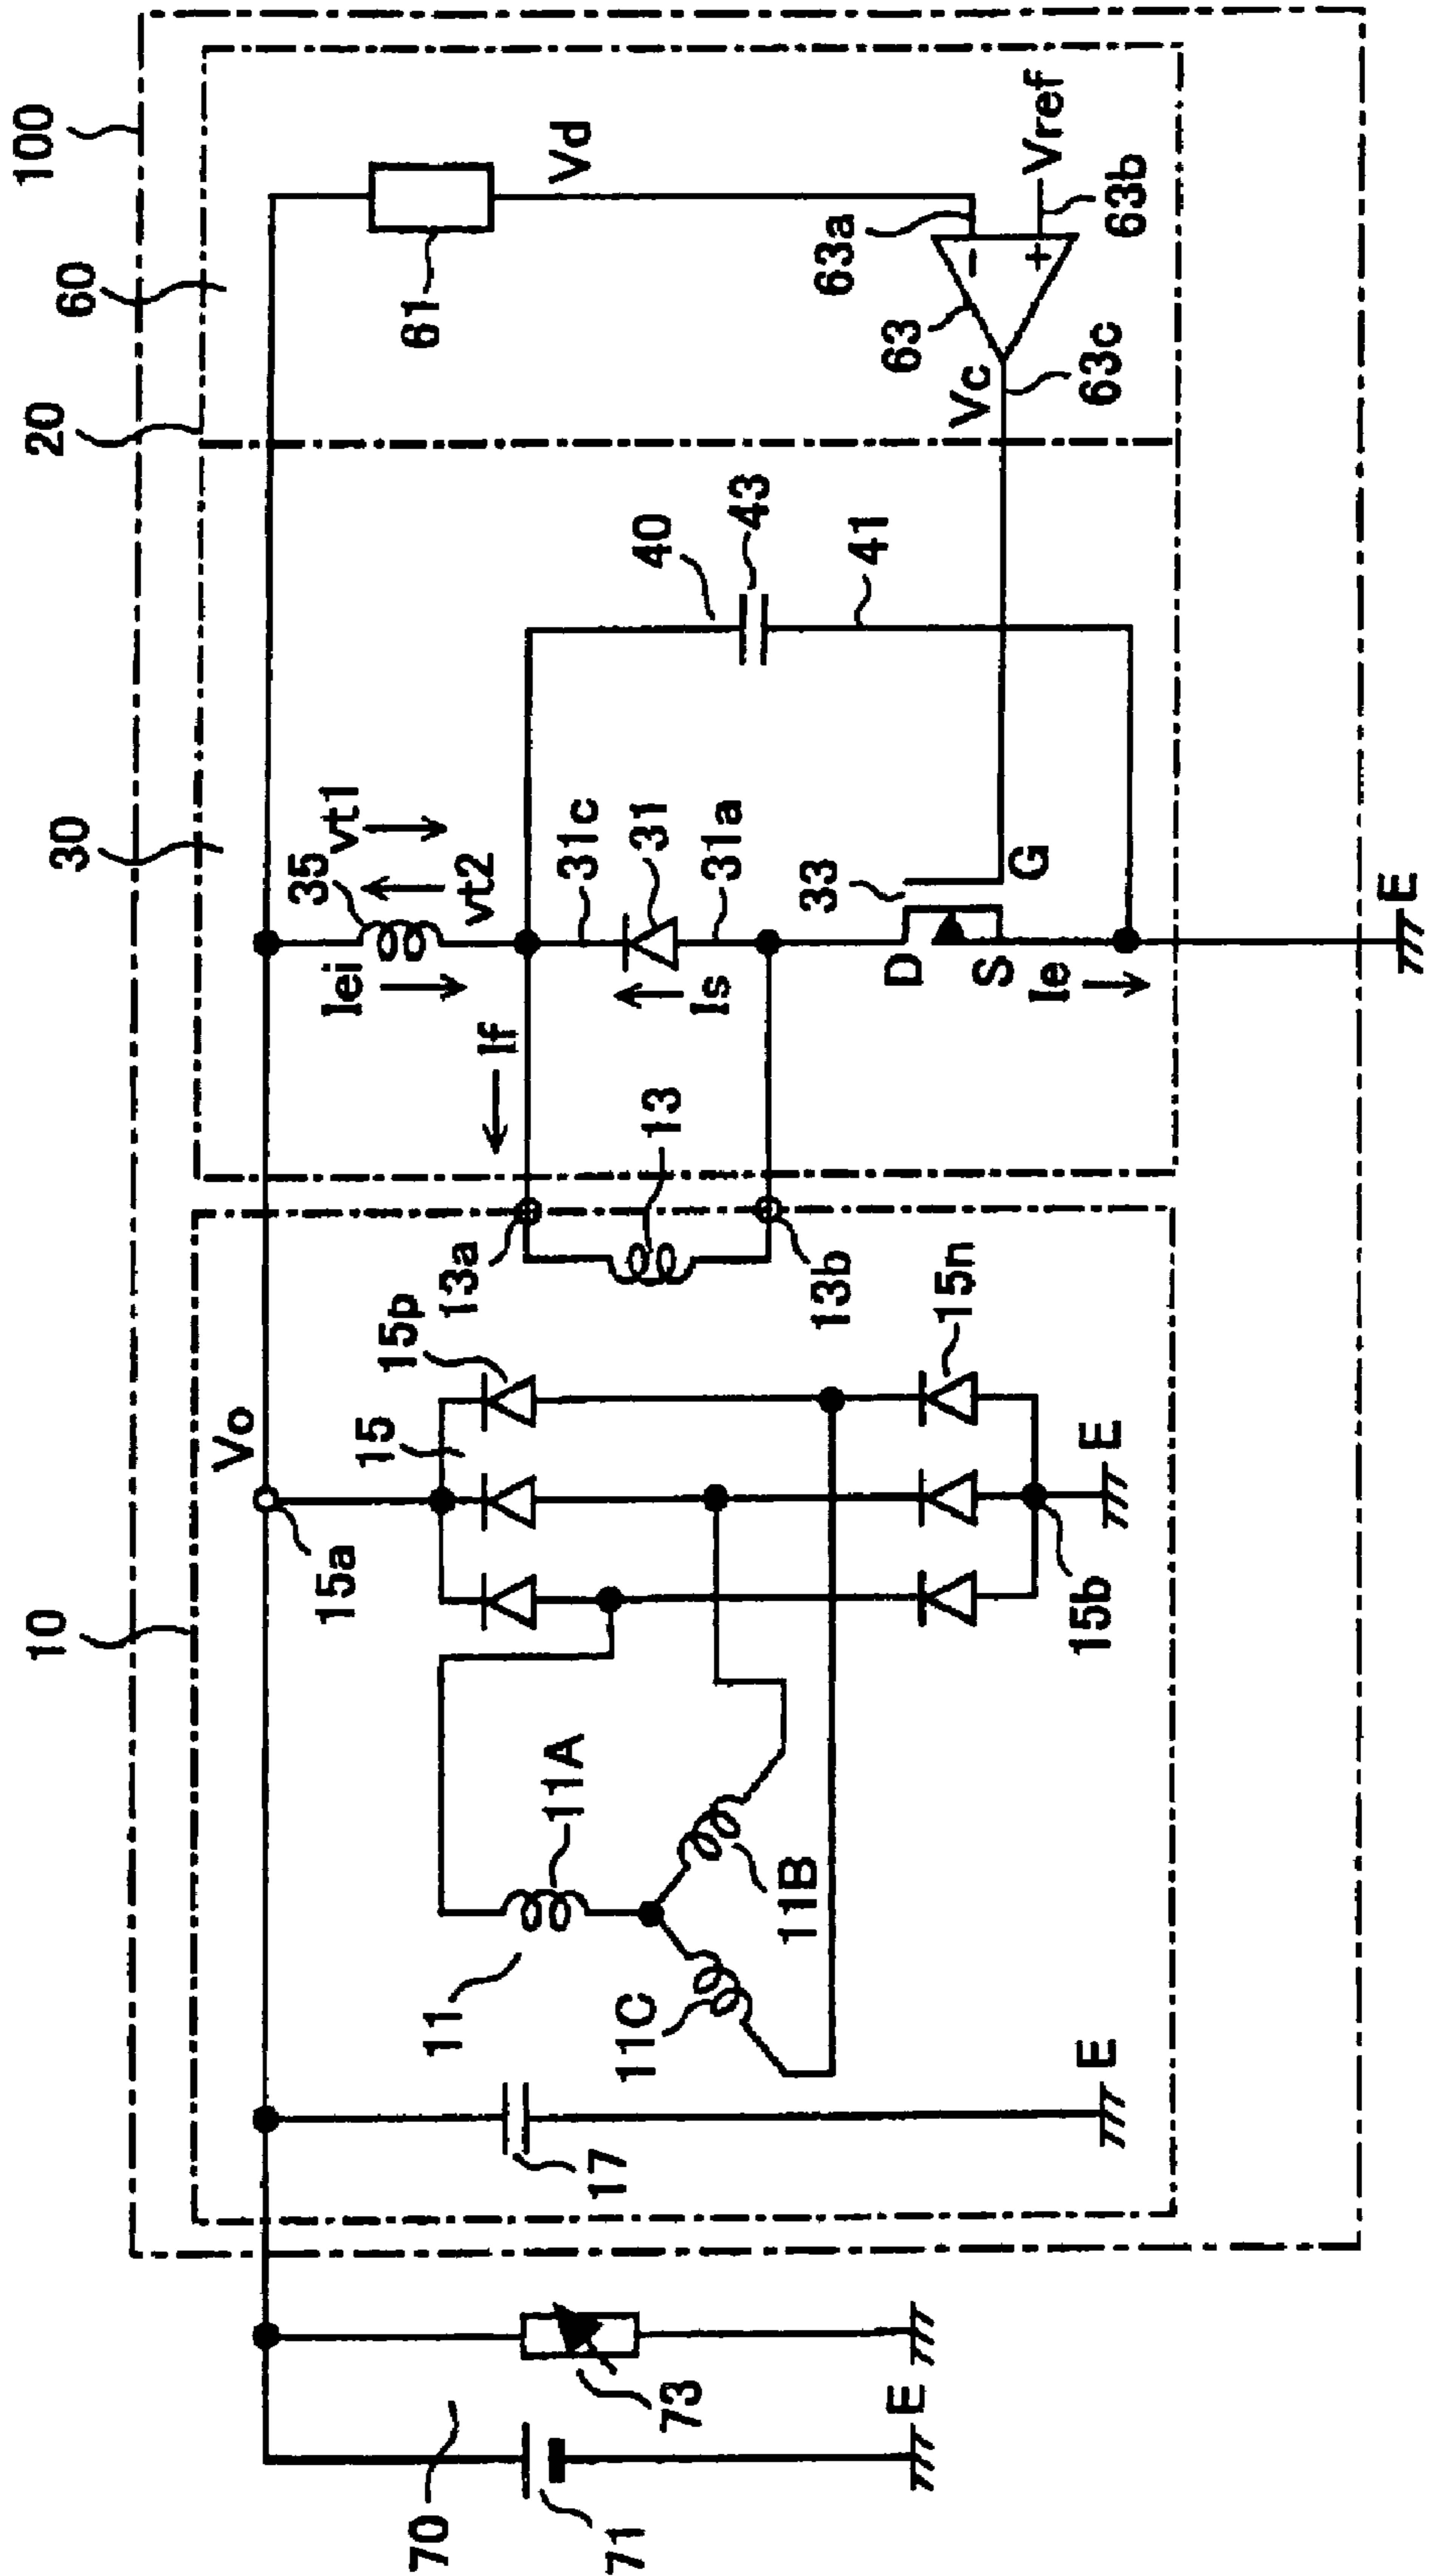 100
60
20
30
10
70
Vo
15a
15
15p
15n
15b
E
11
11A
11B
11C
17
E
71
73
E
13
13a
13b
If
Iei
35
vt1
vt2
31c
31
31a
Is
33
D
S
G
Ie
E
40
43
41
61
Vd
63a
63
63b
Vref
Vc
63c
−
+